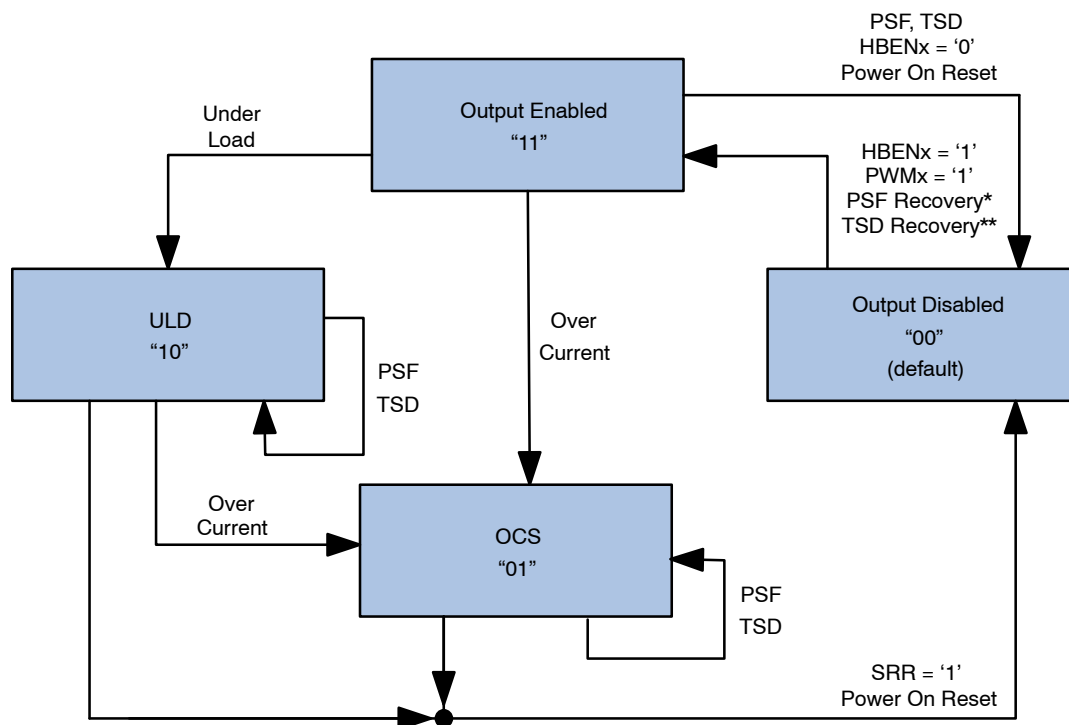 PSF, TSD
HBENx = ‘0’
Power On Reset
Output Enabled
“11”
Under
Load
HBENx = ‘1’
PWMx = ‘1’
PSF Recovery*
TSD Recovery**
ULD
“10”
Output Disabled
“00”
(default)
Over
Current
PSF
TSD
Over
Current
OCS
“01”
PSF
TSD
SRR = ‘1’
Power On Reset